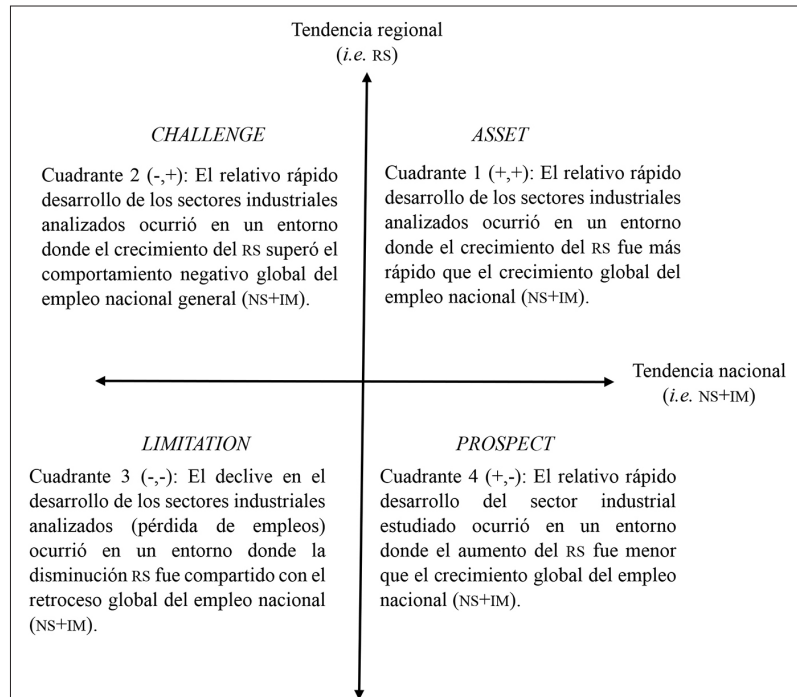 Tendencia regional
(i.e. RS)
CHALLENGE
Cuadrante 2 (-,+): El relativo rápido
desarrollo de los sectores industriales
analizados ocurrió en un entorno
donde el crecimiento del RS superó el
comportamiento negativo global del
empleo nacional general (NS+IM).
ASSET
Cuadrante 1 (+,+): El relativo rápido
desarrollo de los sectores industriales
analizados ocurrió en un entorno
donde el crecimiento del RS fue más
rápido que el crecimiento global del
empleo nacional (NS+IM).
Tendencia nacional
(i.e. NS+IM)
LIMITATION
Cuadrante 3 (-,-): El declive en el
desarrollo de los sectores industriales
analizados (pérdida de empleos)
ocurrió en un entorno donde la
disminución RS fue compartido con el
retroceso global del empleo nacional
(NS+IM).
PROSPECT
Cuadrante 4 (+,-): El relativo rápido
desarrollo del sector industrial
estudiado ocurrió en un entorno
donde el aumento del RS fue menor
que el crecimiento global del empleo
nacional (NS+IM).